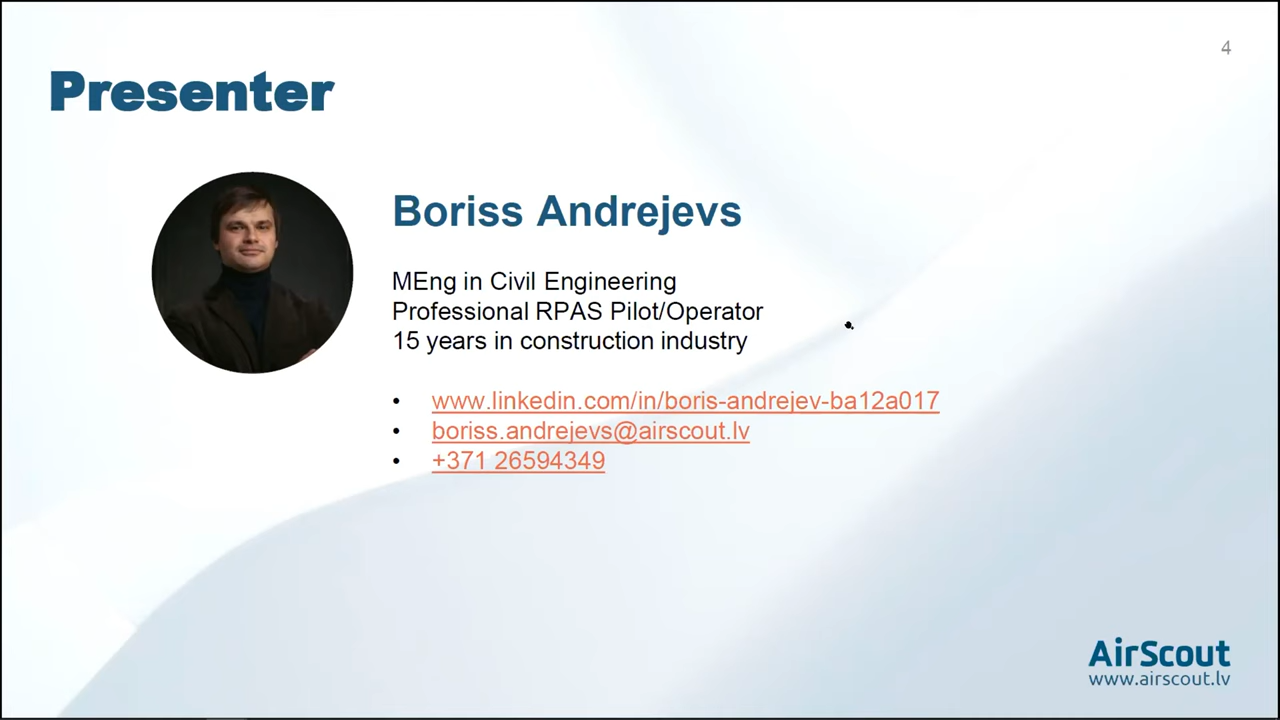 4
Presenter
Boriss Andrejevs
MEng in Civil Engineering
Professional RPAS Pilot/Operator
15 years in construction industry
• www.linkedin.com/in/boris-andrejev-ba12a017
• boriss.andrejevs@airscout.lv
• +371 26594349
AirScout
www.airscout.lv